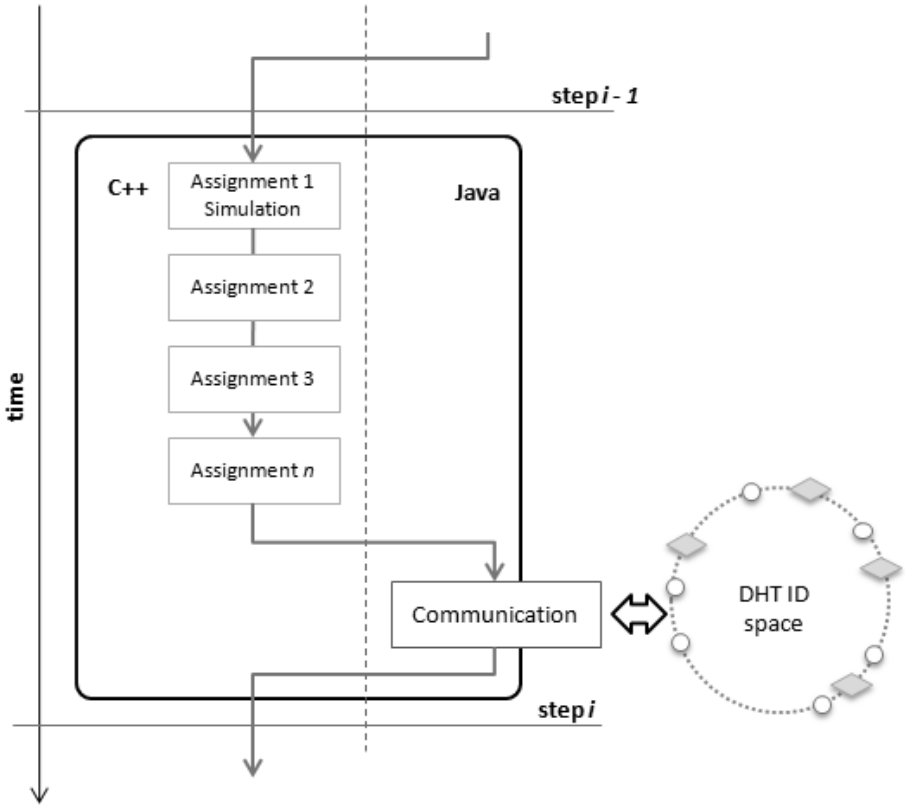 step i - 1
C++
Assignment 1
Simulation
Java
Assignment 2
Assignment 3
time
Assignment n
Communication
DHT ID
space
step i